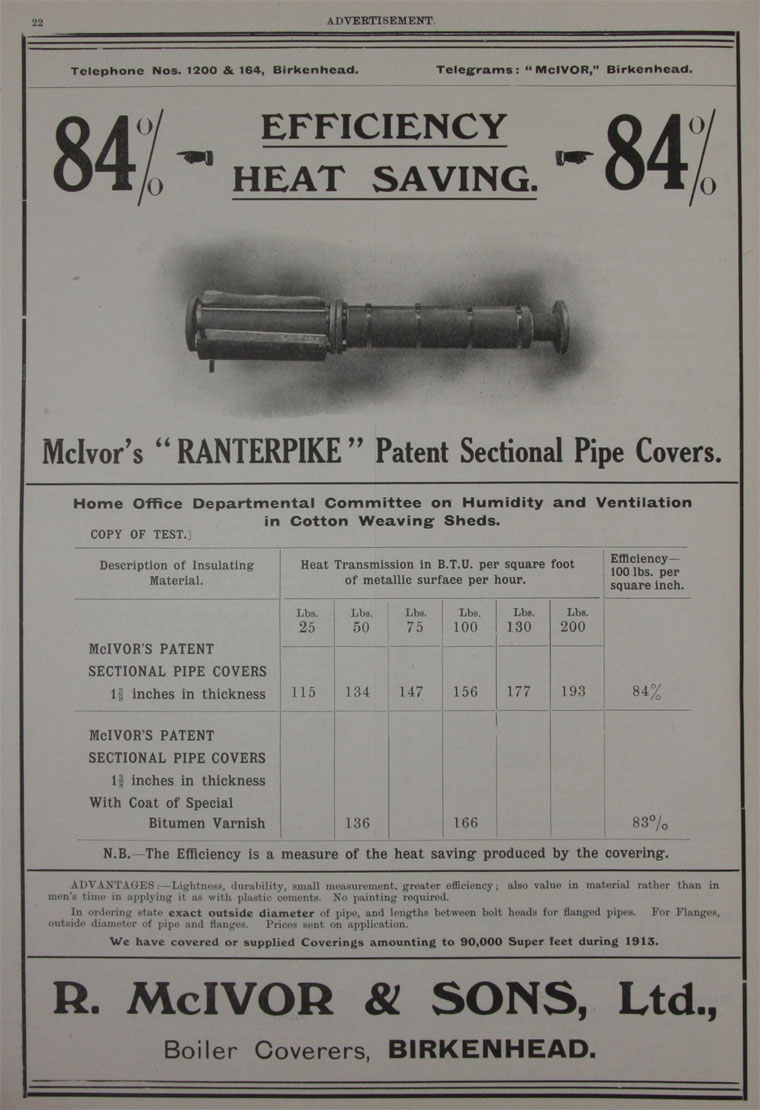 22
ADVERTISEMENT.
Telephone Nos. 1200 & 164, Birkenhead. Telegrams: "McIVOR," Birkenhead.
84% EFFICIENCY 84%
HEAT SAVING.
McIvor's "RANTERPIKE" Patent Sectional Pipe Covers.
Home Office Departmental Committee on Humidity and Ventilation
in Cotton Weaving Sheds.
COPY OF TEST.]
Description of Insulating Material. Heat Transmission in B.T.U. per square foot of metallic surface per hour. Efficiency—100 lbs. per square inch.
Lbs. 25 Lbs. 50 Lbs. 75 Lbs. 100 Lbs. 130 Lbs. 200
McIVOR'S PATENT
SECTIONAL PIPE COVERS
1⅜ inches in thickness 115 134 147 156 177 193 84%
McIVOR'S PATENT
SECTIONAL PIPE COVERS
1⅜ inches in thickness
With Coat of Special
Bitumen Varnish 136 166 83%
N.B.—The Efficiency is a measure of the heat saving produced by the covering.
ADVANTAGES:—Lightness, durability, small measurement, greater efficiency; also value in material rather than in
men's time in applying it as with plastic cements. No painting required.
In ordering state exact outside diameter of pipe, and lengths between bolt heads for flanged pipes. For Flanges,
outside diameter of pipe and flanges. Prices sent on application.
We have covered or supplied Coverings amounting to 90,000 Super feet during 1913.
R. McIVOR & SONS, Ltd.,
Boiler Coverers, BIRKENHEAD.